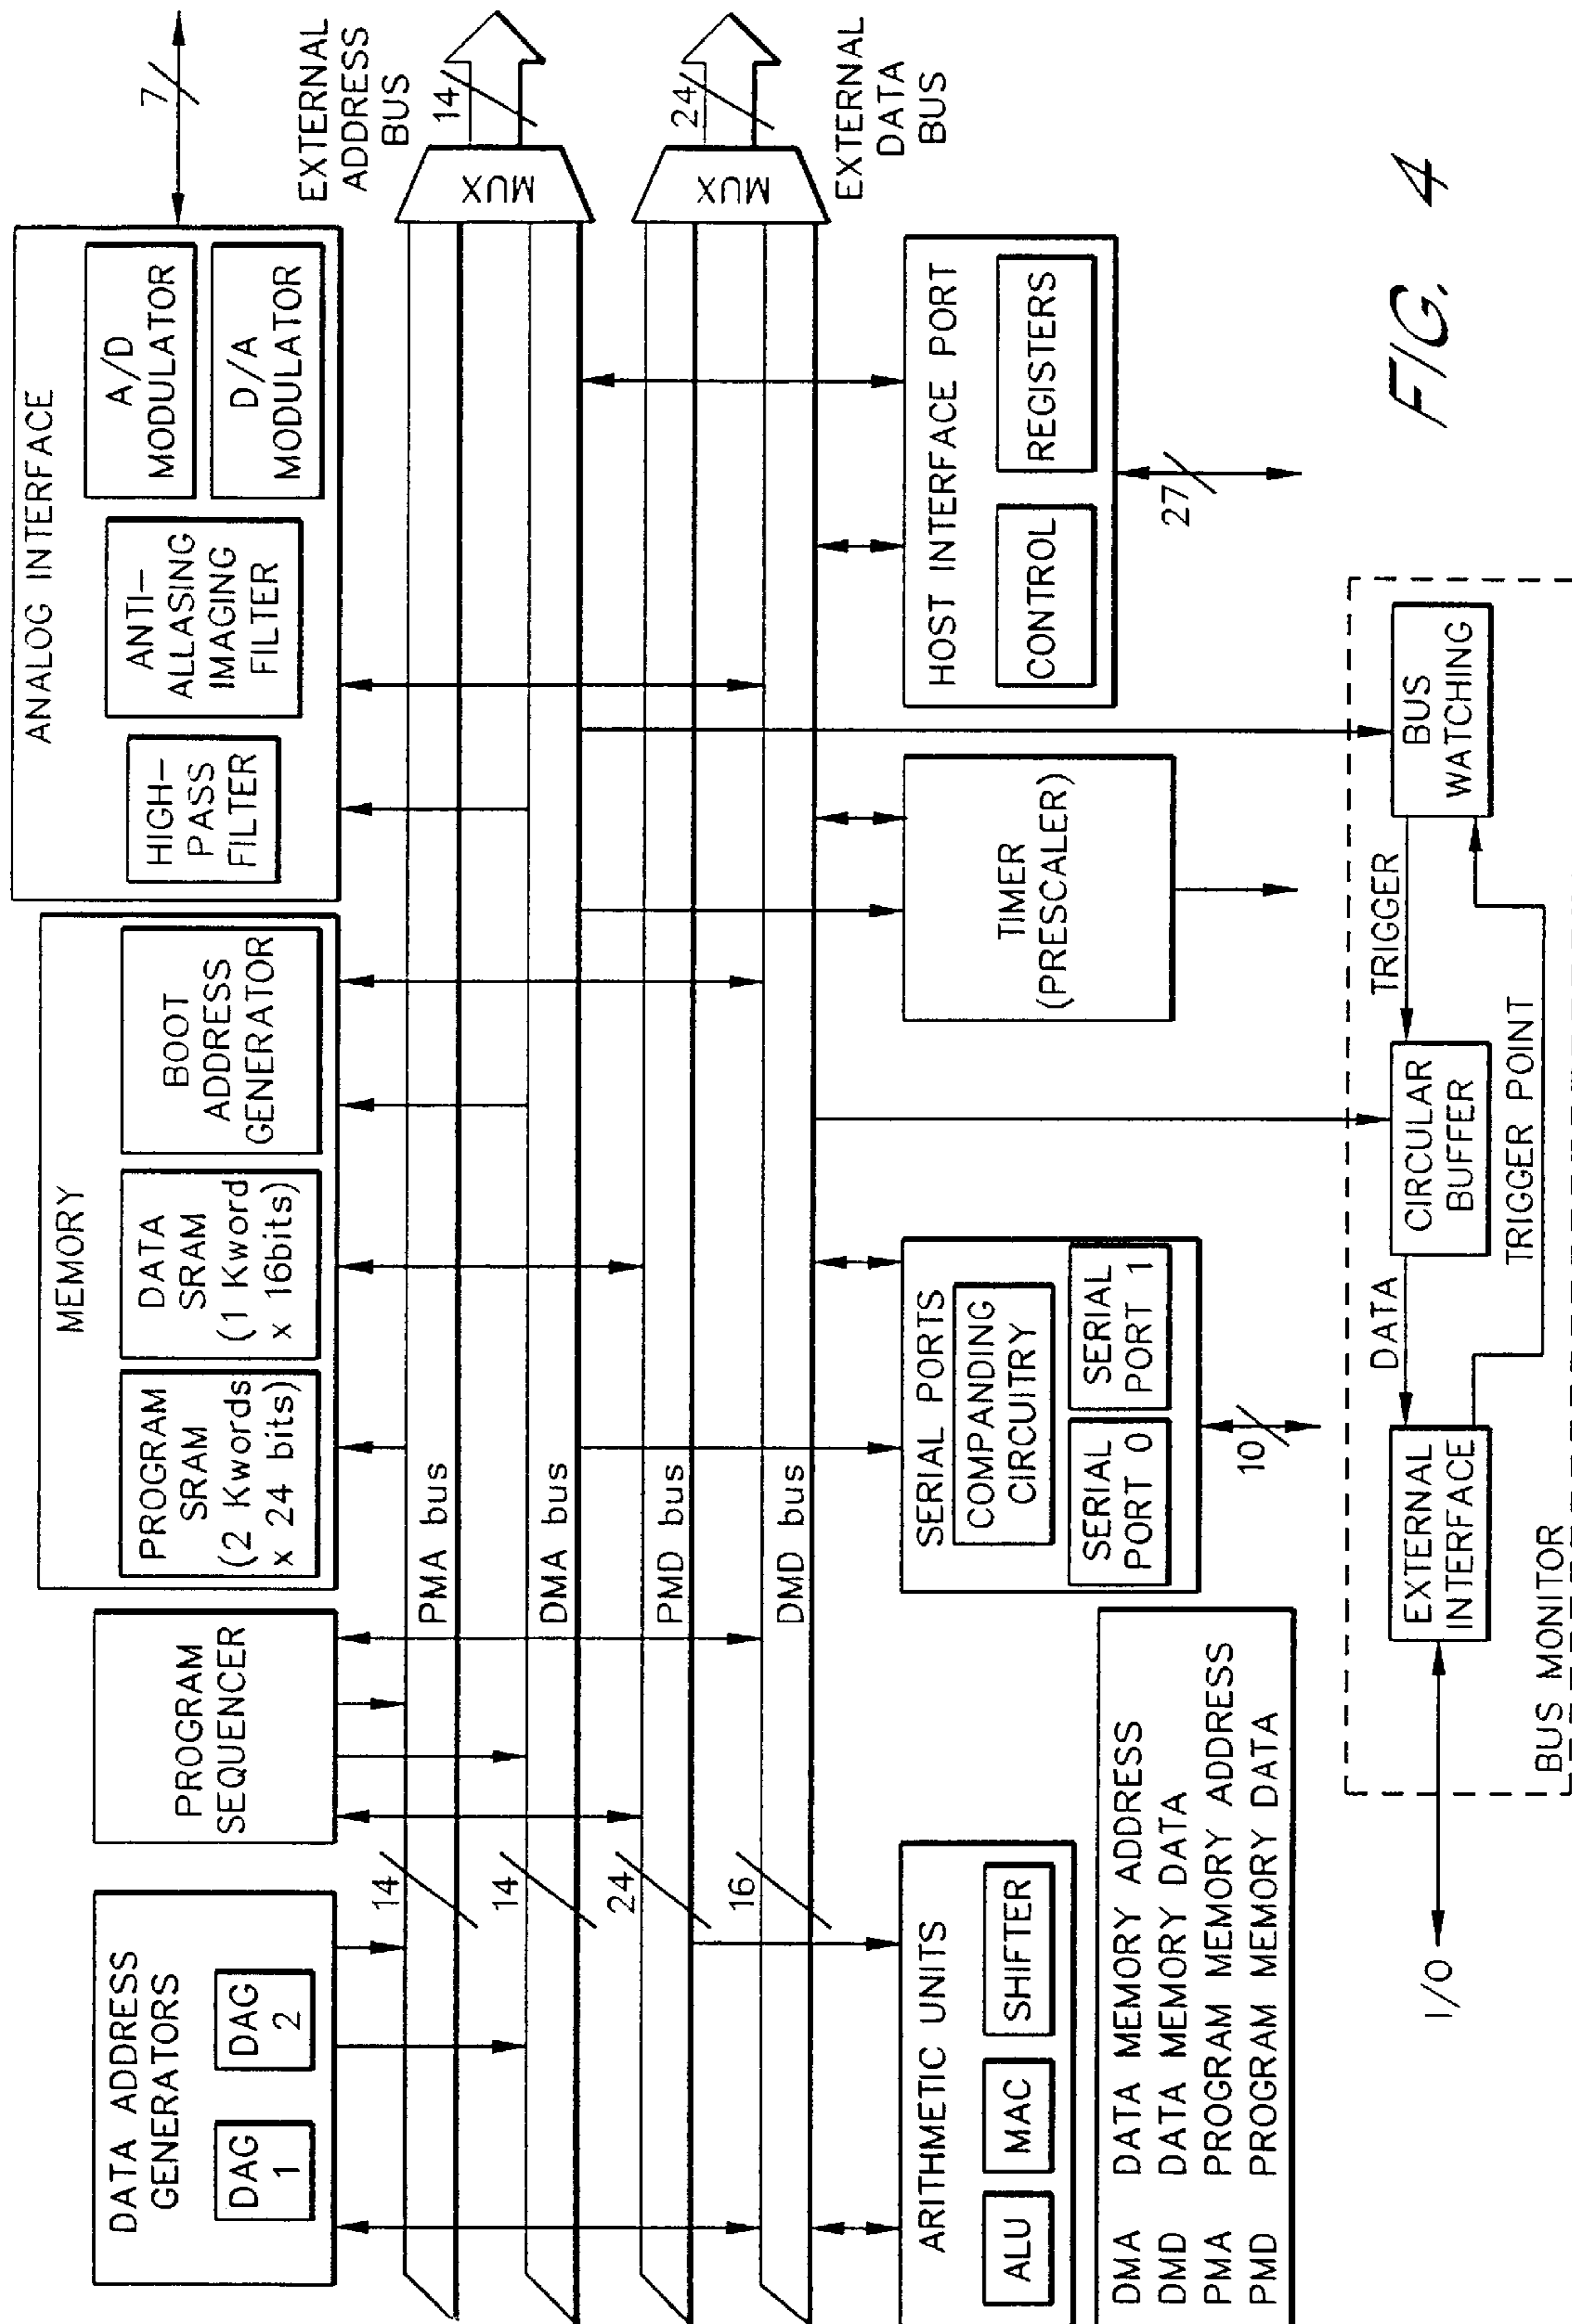 DATA ADDRESS
GENERATORS
DAG
1
DAG
2
PROGRAM
SEQUENCER
MEMORY
PROGRAM
SRAM
(2 Kwords
x 24 bits)
DATA
SRAM
(1 Kword
x 16bits)
BOOT
ADDRESS
GENERATOR
ANALOG INTERFACE
HIGH-
PASS
FILTER
ANTI-
ALLASING
IMAGING
FILTER
A/D
MODULATOR
D/A
MODULATOR
7
EXTERNAL
ADDRESS
BUS
14
PMA bus
14
MUX
14
DMA bus
24
PMD bus
24
MUX
16
DMD bus
EXTERNAL
DATA
BUS
ARITHMETIC UNITS
ALU
MAC
SHIFTER
SERIAL PORTS
COMPANDING
CIRCUITRY
SERIAL
PORT 0
SERIAL
PORT 1
10
TIMER
(PRESCALER)
HOST INTERFACE PORT
CONTROL
REGISTERS
27
DMA DATA MEMORY ADDRESS
DMD DATA MEMORY DATA
PMA PROGRAM MEMORY ADDRESS
PMD PROGRAM MEMORY DATA
I/O
EXTERNAL
INTERFACE
DATA
CIRCULAR
BUFFER
TRIGGER
BUS
WATCHING
TRIGGER POINT
BUS MONITOR
FIG. 4